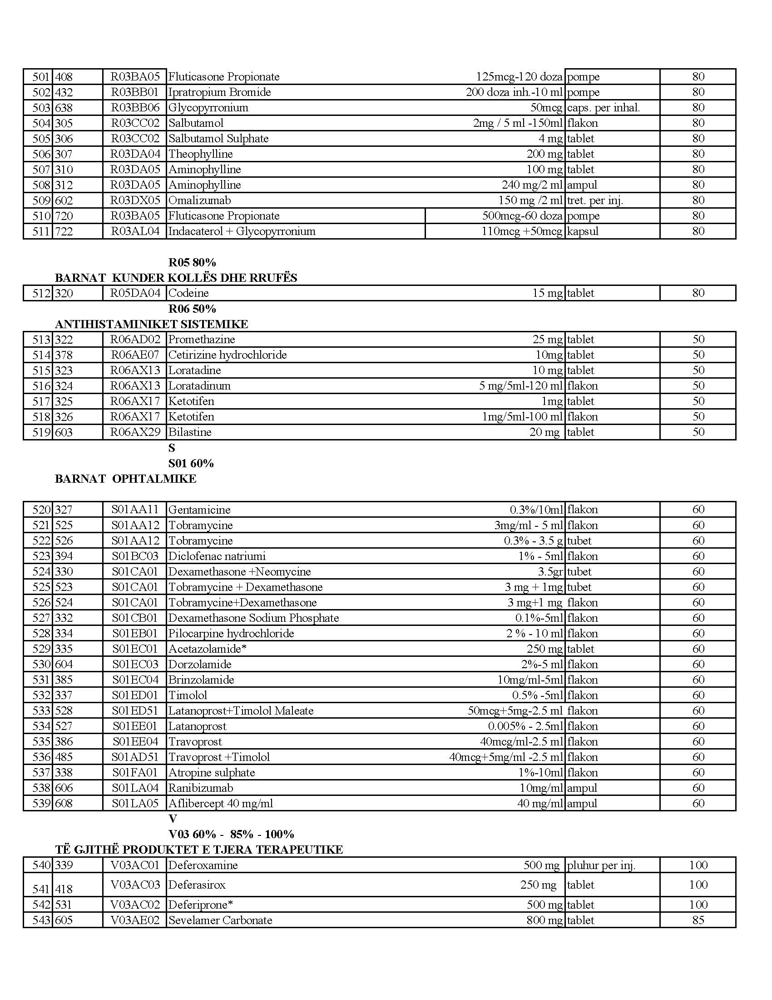 501 408 R03BA05 Fluticasone Propionate 125mcg-120 doza pompe 80
502 432 R03BB01 Ipratropium Bromide 200 doza inh.-10 ml pompe 80
503 638 R03BB06 Glycopyrronium 50mcg caps. per inhal. 80
504 305 R03CC02 Salbutamol 2mg / 5 ml -150ml flakon 80
505 306 R03CC02 Salbutamol Sulphate 4 mg tablet 80
506 307 R03DA04 Theophylline 200 mg tablet 80
507 310 R03DA05 Aminophylline 100 mg tablet 80
508 312 R03DA05 Aminophylline 240 mg/2 ml ampul 80
509 602 R03DX05 Omalizumab 150 mg /2 ml tret. per inj. 80
510 720 R03BA05 Fluticasone Propionate 500mcg-60 doza pompe 80
511 722 R03AL04 Indacaterol + Glycopyrronium 110mcg +50mcg kapsul 80
R05 80%
BARNAT KUNDER KOLLËS DHE RRUFËS
512 320 R05DA04 Codeine 15 mg tablet 80
R06 50%
ANTIHISTAMINIKET SISTEMIKE
513 322 R06AD02 Promethazine 25 mg tablet 50
514 378 R06AE07 Cetirizine hydrochloride 10mg tablet 50
515 323 R06AX13 Loratadine 10 mg tablet 50
516 324 R06AX13 Loratadinum 5 mg/5ml-120 ml flakon 50
517 325 R06AX17 Ketotifen 1mg tablet 50
518 326 R06AX17 Ketotifen 1mg/5ml-100 ml flakon 50
519 603 R06AX29 Bilastine 20 mg tablet 50
S
S01 60%
BARNAT OPHTALMIKE
520 327 S01AA11 Gentamicine 0.3%/10ml flakon 60
521 525 S01AA12 Tobramycine 3mg/ml - 5 ml flakon 60
522 526 S01AA12 Tobramycine 0.3% - 3.5 g tubet 60
523 394 S01BC03 Diclofenac natriumi 1% - 5ml flakon 60
524 330 S01CA01 Dexamethasone +Neomycine 3.5gr tubet 60
525 523 S01CA01 Tobramycine + Dexamethasone 3 mg + 1mg tubet 60
526 524 S01CA01 Tobramycine+Dexamethasone 3 mg+1 mg flakon 60
527 332 S01CB01 Dexamethasone Sodium Phosphate 0.1%-5ml flakon 60
528 334 S01EB01 Pilocarpine hydrochloride 2 % - 10 ml flakon 60
529 335 S01EC01 Acetazolamide* 250 mg tablet 60
530 604 S01EC03 Dorzolamide 2%-5 ml flakon 60
531 385 S01EC04 Brinzolamide 10mg/ml-5ml flakon 60
532 337 S01ED01 Timolol 0.5% -5ml flakon 60
533 528 S01ED51 Latanoprost+Timolol Maleate 50mcg+5mg-2.5 ml flakon 60
534 527 S01EE01 Latanoprost 0.005% - 2.5ml flakon 60
535 386 S01EE04 Travoprost 40mcg/ml-2.5 ml flakon 60
536 485 S01AD51 Travoprost +Timolol 40mcg+5mg/ml -2.5 ml flakon 60
537 338 S01FA01 Atropine sulphate 1%-10ml flakon 60
538 606 S01LA04 Ranibizumab 10mg/ml ampul 60
539 608 S01LA05 Aflibercept 40 mg/ml 40 mg/ml ampul 60
V
V03 60% - 85% - 100%
TË GJITHË PRODUKTET E TJERA TERAPEUTIKE
540 339 V03AC01 Deferoxamine 500 mg pluhur per inj. 100
541 418 V03AC03 Deferasirox 250 mg tablet 100
542 531 V03AC02 Deferiprone* 500 mg tablet 100
543 605 V03AE02 Sevelamer Carbonate 800 mg tablet 85